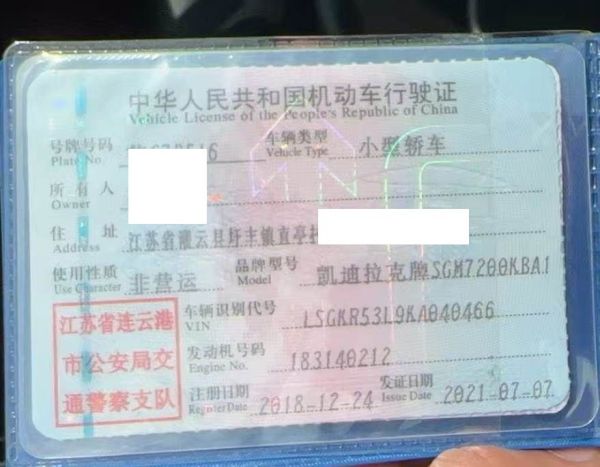 中华人民共和国机动车行驶证
Vehicle License of the People's Republic of China
号牌号码 车辆类型 小型轿车
Plate No Vehicle Type
所有人
Owner
住 址 江苏省灌云县圩丰镇直亭村
Address
使用性质 非营运 品牌型号 凯迪拉克牌SGM7200KBA1
Use Character Model
江苏省连云港
市公安局交
通警察支队
车辆识别代号 LSGKR53L9KA040466
VIN
发动机号码 183140212
Engine No.
注册日期 2018-12-24 发证日期 2021-07-07
Register Date Issue Date